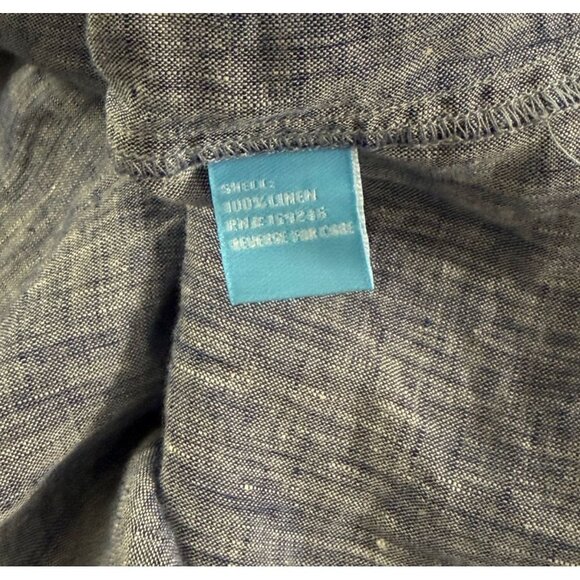 SHELL:
100% LINEN
RN#: 159246
REVERSE FOR CARE